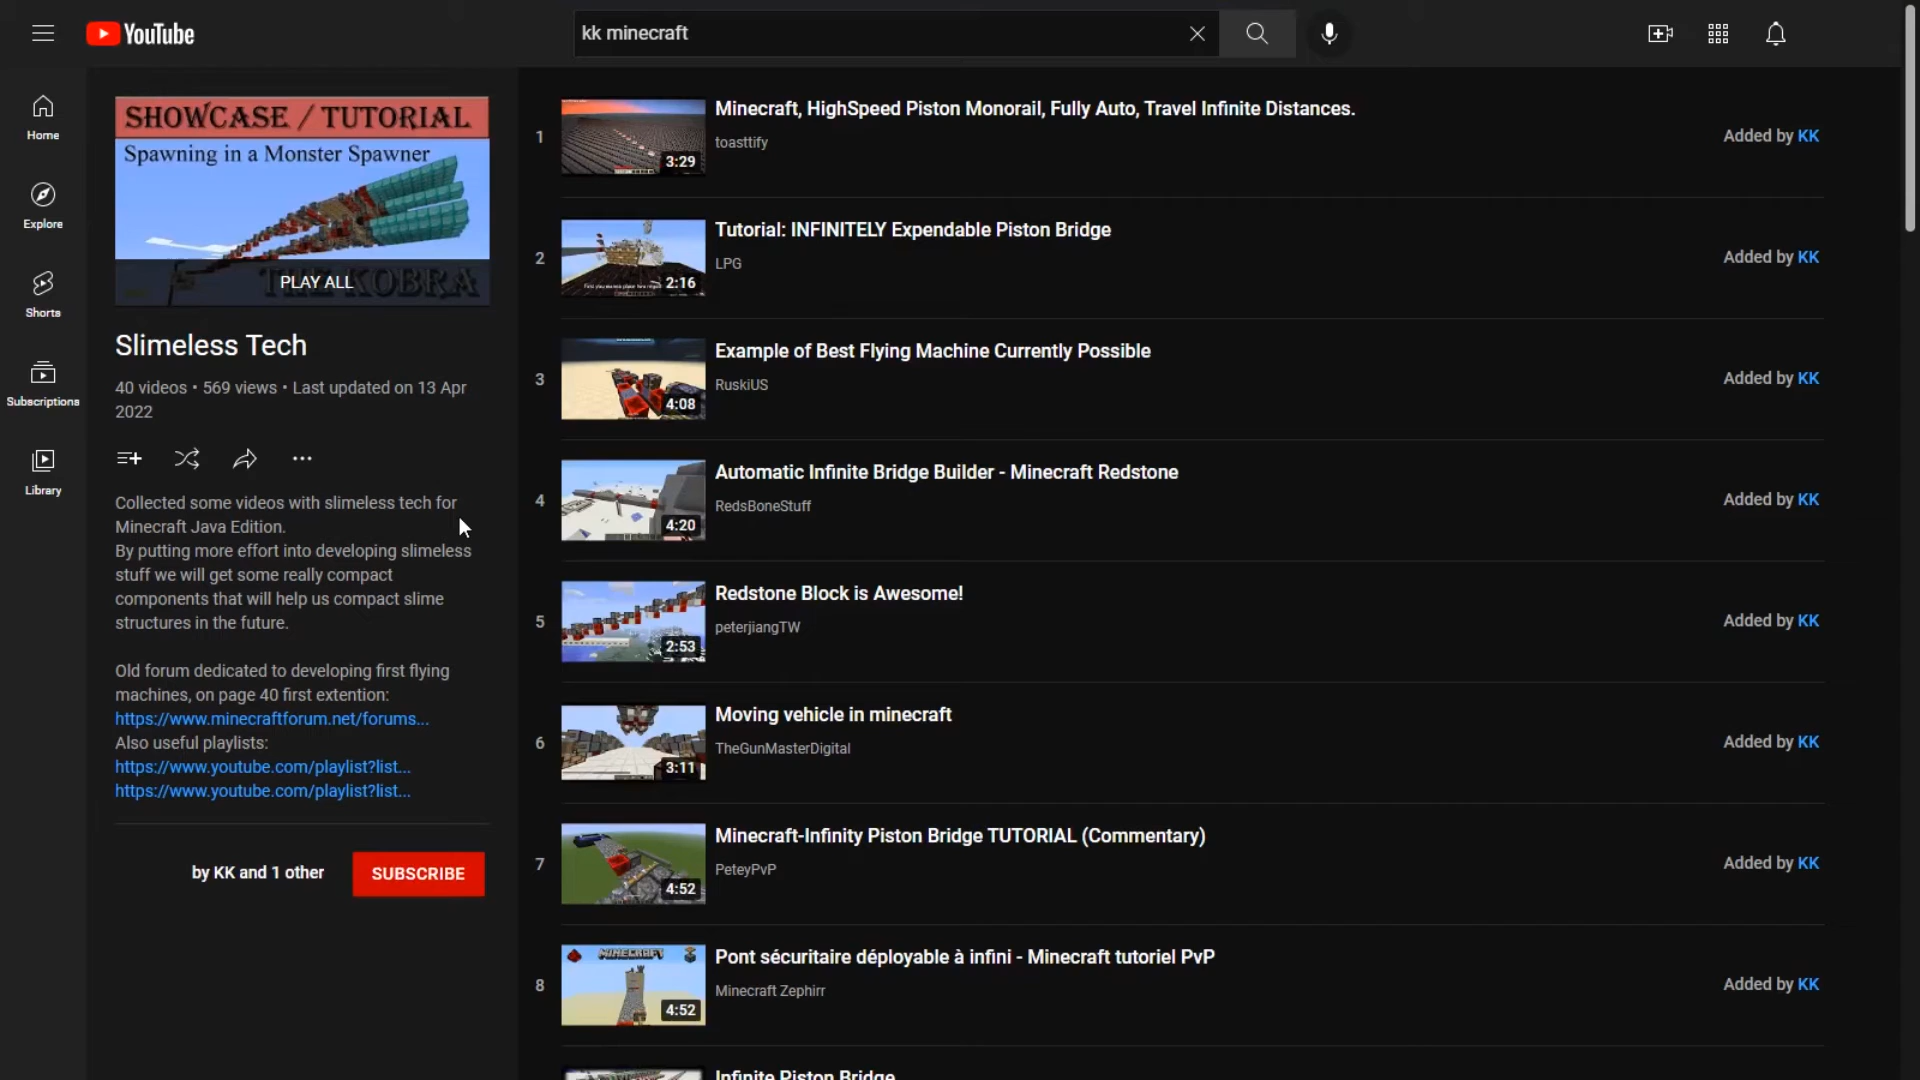 YouTube
kk minecraft
Home
Explore
Shorts
Subscriptions
Library
SHOWCASE / TUTORIAL
Spawning in a Monster Spawner
THE KOBRA
PLAY ALL
Slimeless Tech
40 videos • 569 views • Last updated on 13 Apr
2022
Collected some videos with slimeless tech for
Minecraft Java Edition.
By putting more effort into developing slimeless
stuff we will get some really compact
components that will help us compact slime
structures in the future.
Old forum dedicated to developing first flying
machines, on page 40 first extention:
https://www.minecraftforum.net/forums...
Also useful playlists:
https://www.youtube.com/playlist?list...
https://www.youtube.com/playlist?list...
by KK and 1 other
SUBSCRIBE
1
3:29
Minecraft, HighSpeed Piston Monorail, Fully Auto, Travel Infinite Distances.
toasttify
Added by KK
2
2:16
Tutorial: INFINITELY Expendable Piston Bridge
LPG
Added by KK
3
4:08
Example of Best Flying Machine Currently Possible
RuskiUS
Added by KK
4
4:20
Automatic Infinite Bridge Builder - Minecraft Redstone
RedsBoneStuff
Added by KK
5
2:53
Redstone Block is Awesome!
peterjiangTW
Added by KK
6
3:11
Moving vehicle in minecraft
TheGunMasterDigital
Added by KK
7
4:52
Minecraft-Infinity Piston Bridge TUTORIAL (Commentary)
PeteyPvP
Added by KK
8
MINECRAFT
4:52
Pont sécuritaire déployable à infini - Minecraft tutoriel PvP
Minecraft Zephirr
Added by KK
Infinite Piston Bridge